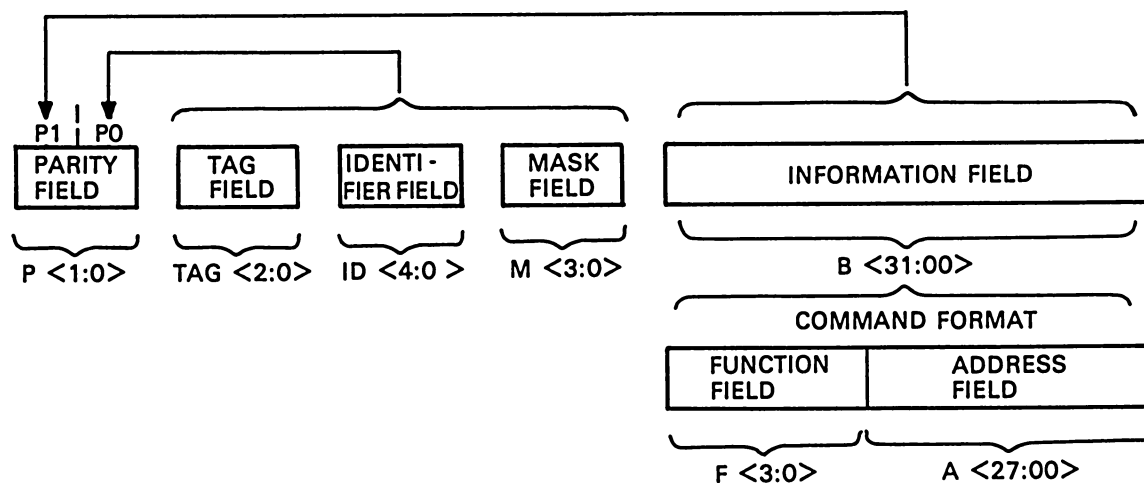 P1 P0
PARITY FIELD
TAG FIELD
IDENTI-FIER FIELD
MASK FIELD
INFORMATION FIELD
P <1:0>
TAG <2:0>
ID <4:0 >
M <3:0>
B <31:00>
COMMAND FORMAT
FUNCTION FIELD
ADDRESS FIELD
F <3:0>
A <27:00>